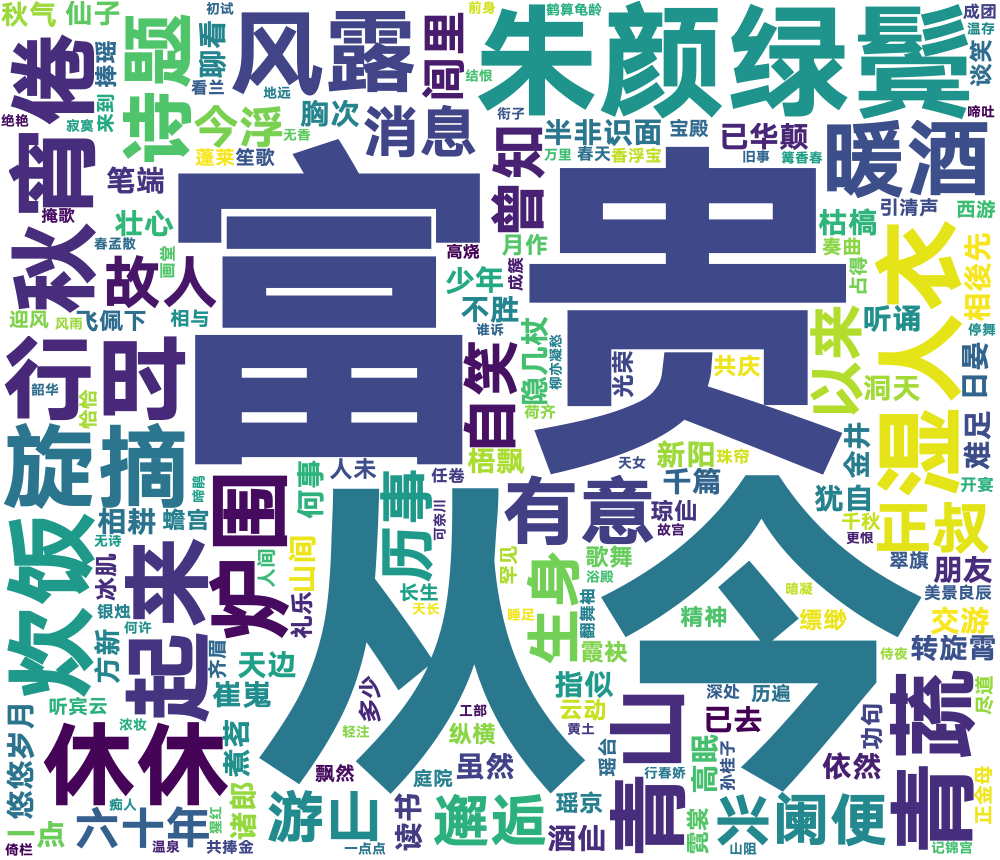 秋气
仙子
初试
前身
鹤算龟龄
成团
温存
谈笑
啼吐
倦
捧瑶
诗题
聊看
风露
闾里
朱颜绿鬓
看兰
地远
结恨
来到
绝艳
寂寞
今浮
胸次
消息
衔子
半非识面
宝殿
已华颠
暖酒
无香
蓬莱
笙歌
曾知
万里
春天
香浮宝
旧事
篝香春
秋宵
笔端
掩歌
壮心
富贵
引清声
西游
枯槁
春孟散
画堂
高烧
月作
奏曲
湿人衣
相後先
故人
成簇
少年
占得
迎风
风雨
飞佩下
相与
不胜
谁诉
隐几杖
柳亦凝愁
以来
听诵
停舞
行时
韶华
恰恰
自笑
光荣
共庆
洞天
日晏
荷齐
旋摘
梧飘
新阳
珠帘
天女
金井
难足
啼鹃
人未
任卷
千篇
开宴
炉围
何事
历事
可奈川
有意
琼仙
故宫
犹自
祖耕
蟾宫
千秋
更恨
正叔
无诗
炊饭
冰肌
起来
人间
山间
罕见
歌舞
浴殿
翠旗
朋友
美景良辰
银烛
长生
天长
生身
翻舞袖
暗凝
何许
礼乐
睡足
精神
缥缈
交游
方新
齐眉
天边
霞袂
侍夜
转旋霄
从今
崔嵬
指似
多少
深处
历遍
听宾云
工部
云动
青山
已去
青蔬
尽道
悠悠岁月
浓妆
休休
煮茗
轻注
纵横
黄土
瑶台
高眠
孙桂子
功句
飘然
庭院
虽然
行春娇
依然
痴人
猩红
诸郎
游山
读书
邂逅
瑶京
霓裳
兴阑便
正金母
一点
六十年
酒仙
倚栏
温泉
共捧金
一点点
山阻
记锦宫